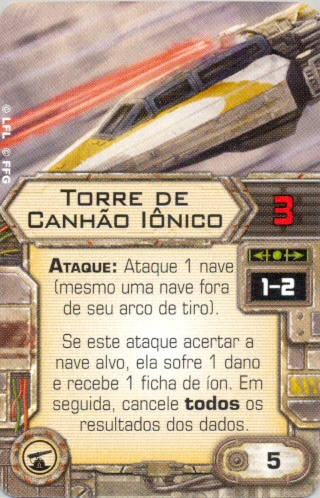 © LFL © FFG
TORRE DE
CANHÃO IÔNICO
3
ATAQUE: Ataque 1 nave
(mesmo uma nave fora
de seu arco de tiro).
1-2
Se este ataque acertar a
nave alvo, ela sofre 1 dano
e recebe 1 ficha de íon. Em
seguida, cancele todos os
resultados dos dados.
5